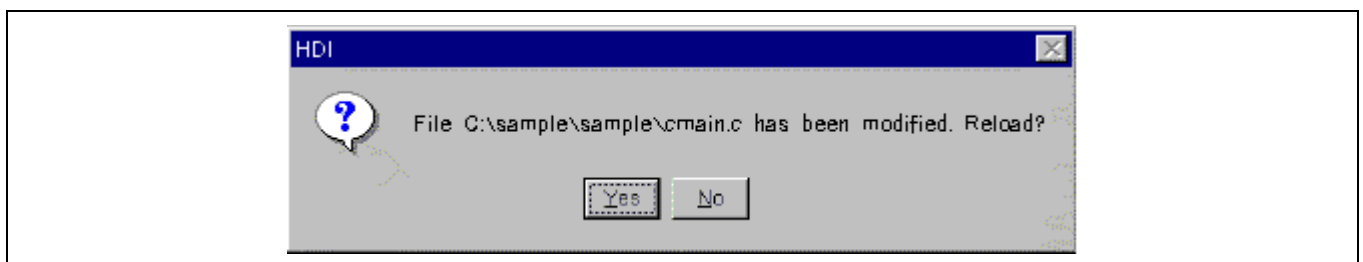 HDI
File C:\sample\sample\cmain.c has been modified. Reload?
Yes No